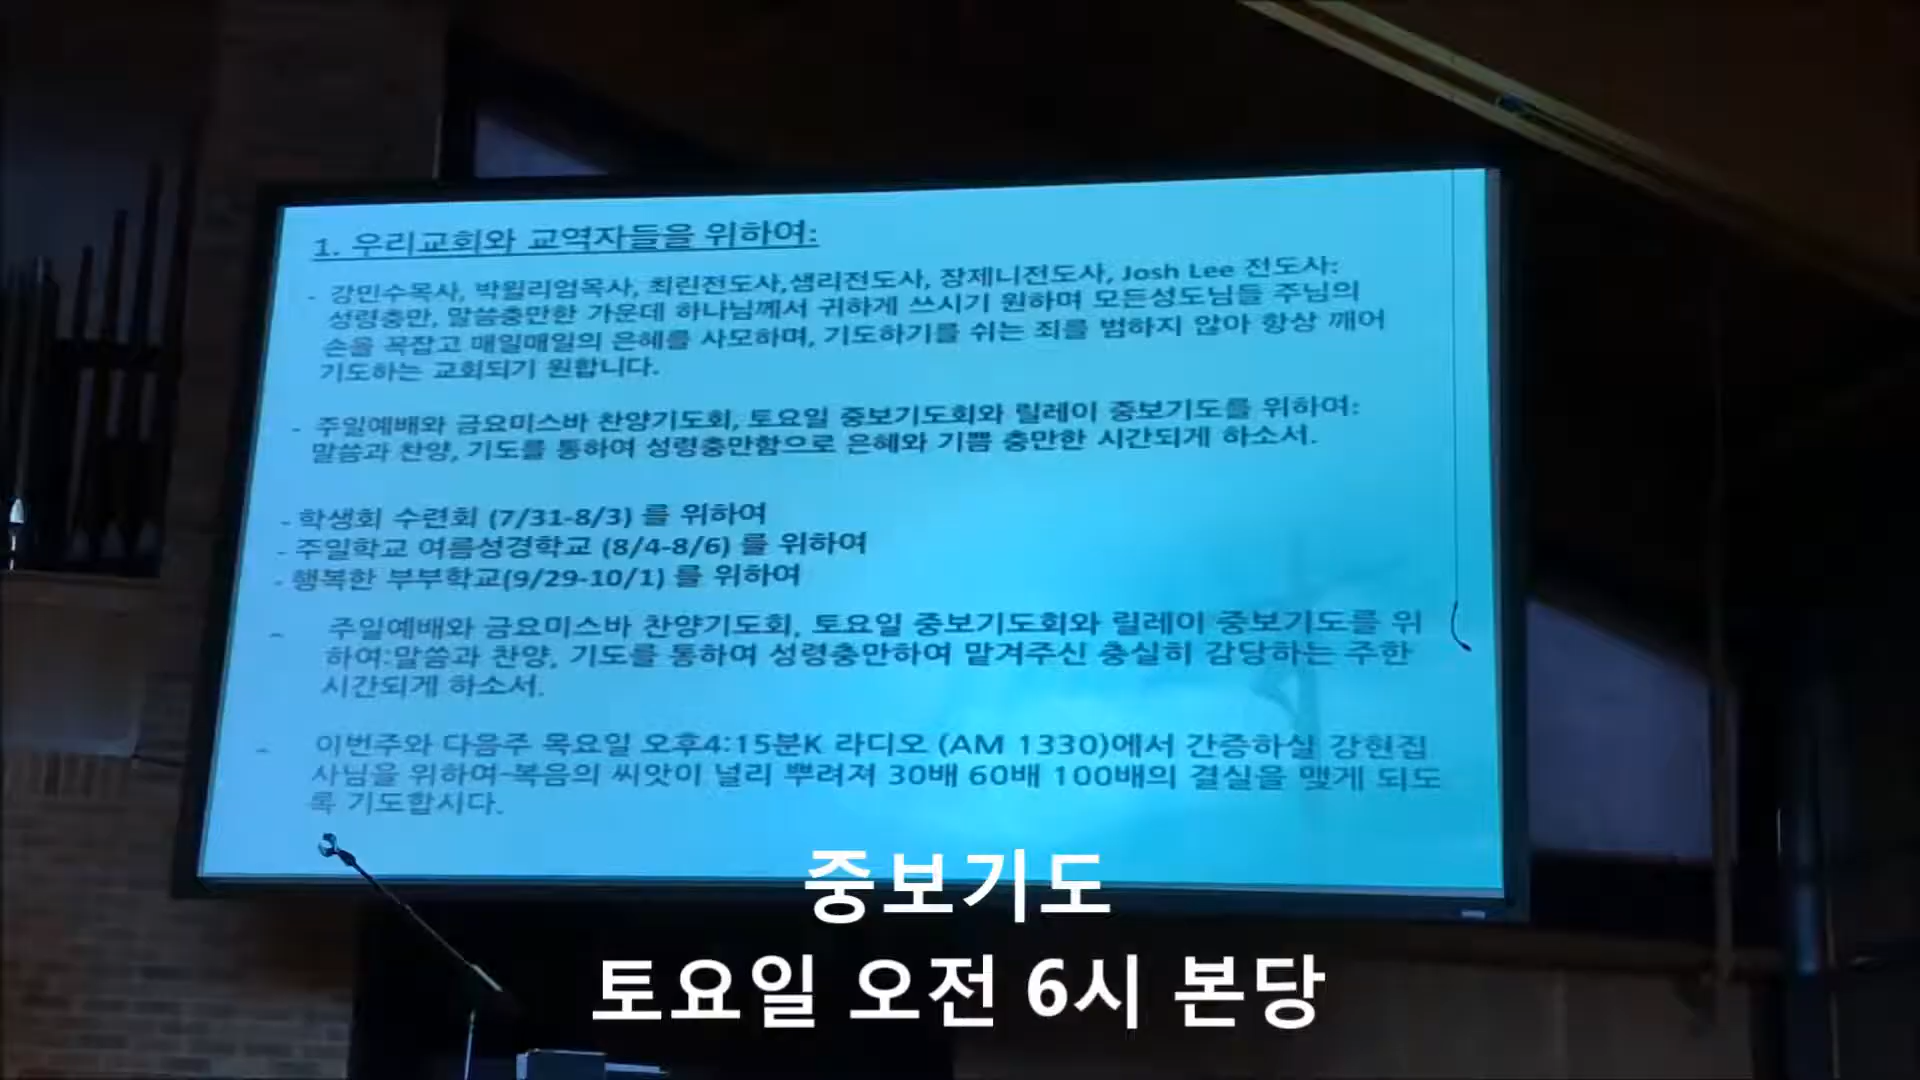 1. 우리교회와 교역자들을 위하여:
- 강민수목사, 박윌리엄목사, 최린전도사,샘리전도사, 장제니전도사, Josh Lee 전도사:
성령충만, 말씀충만한 가운데 하나님께서 귀하게 쓰시기 원하며 모든성도님들 주님의
손을 꼭잡고 매일매일의 은혜를 사모하며, 기도하기를 쉬는 죄를 범하지 않아 항상 깨어
기도하는 교회되기 원합니다.
- 주일예배와 금요미스바 찬양기도회, 토요일 중보기도회와 릴레이 중보기도를 위하여:
말씀과 찬양, 기도를 통하여 성령충만함으로 은혜와 기쁨 충만한 시간되게 하소서.
- 학생회 수련회 (7/31-8/3) 를 위하여
- 주일학교 여름성경학교 (8/4-8/6) 를 위하여
- 행복한 부부학교(9/29-10/1) 를 위하여
- 주일예배와 금요미스바 찬양기도회, 토요일 중보기도회와 릴레이 중보기도를 위
하여:말씀과 찬양, 기도를 통하여 성령충만하여 맡겨주신 충실히 감당하는 주한
시간되게 하소서.
- 이번주와 다음주 목요일 오후4:15분K 라디오 (AM 1330)에서 간증하실 강현집
사님을 위하여-복음의 씨앗이 널리 뿌려져 30배 60배 100배의 결실을 맺게 되도
록 기도합시다.
중보기도
토요일 오전 6시 본당